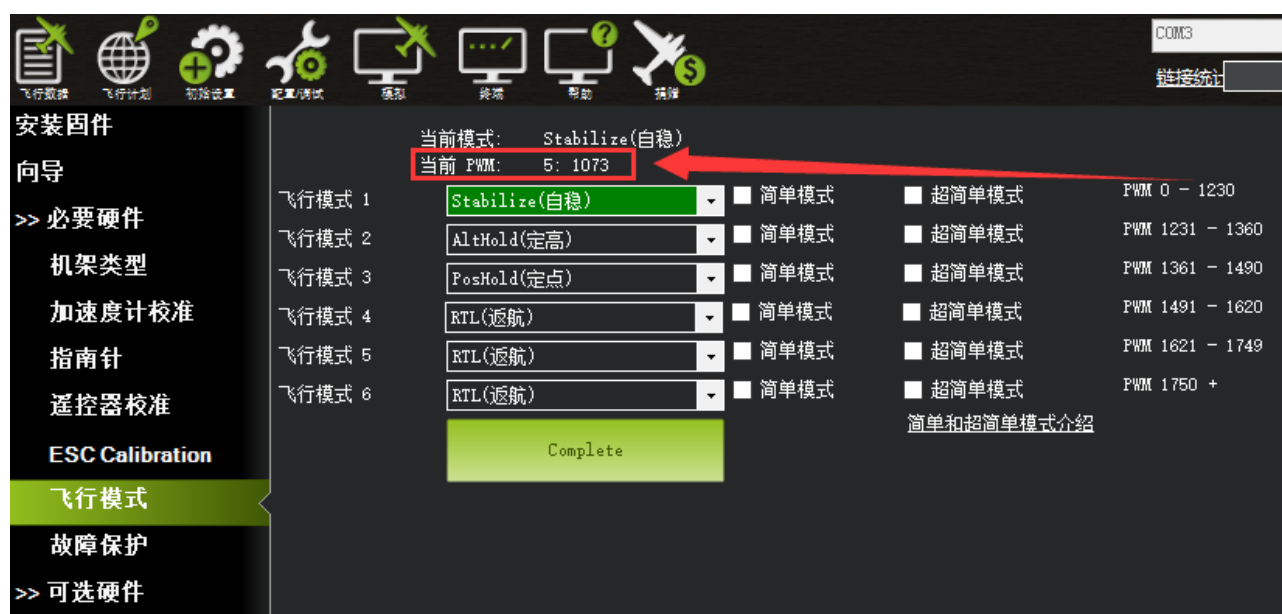 COM3
飞行数据 飞行计划 初始设置 配置/调试 模拟 终端 帮助 捐赠
链接统计
安装固件
向导
>> 必要硬件
机架类型
加速度计校准
指南针
遥控器校准
ESC Calibration
飞行模式
故障保护
>> 可选硬件
当前模式: Stabilize(自稳)
当前 PWM: 5: 1073
飞行模式 1 Stabilize(自稳) 简单模式 超简单模式 PWM 0 - 1230
飞行模式 2 AltHold(定高) 简单模式 超简单模式 PWM 1231 - 1360
飞行模式 3 PosHold(定点) 简单模式 超简单模式 PWM 1361 - 1490
飞行模式 4 RTL(返航) 简单模式 超简单模式 PWM 1491 - 1620
飞行模式 5 RTL(返航) 简单模式 超简单模式 PWM 1621 - 1749
飞行模式 6 RTL(返航) 简单模式 超简单模式 PWM 1750 +
简单和超简单模式介绍
Complete